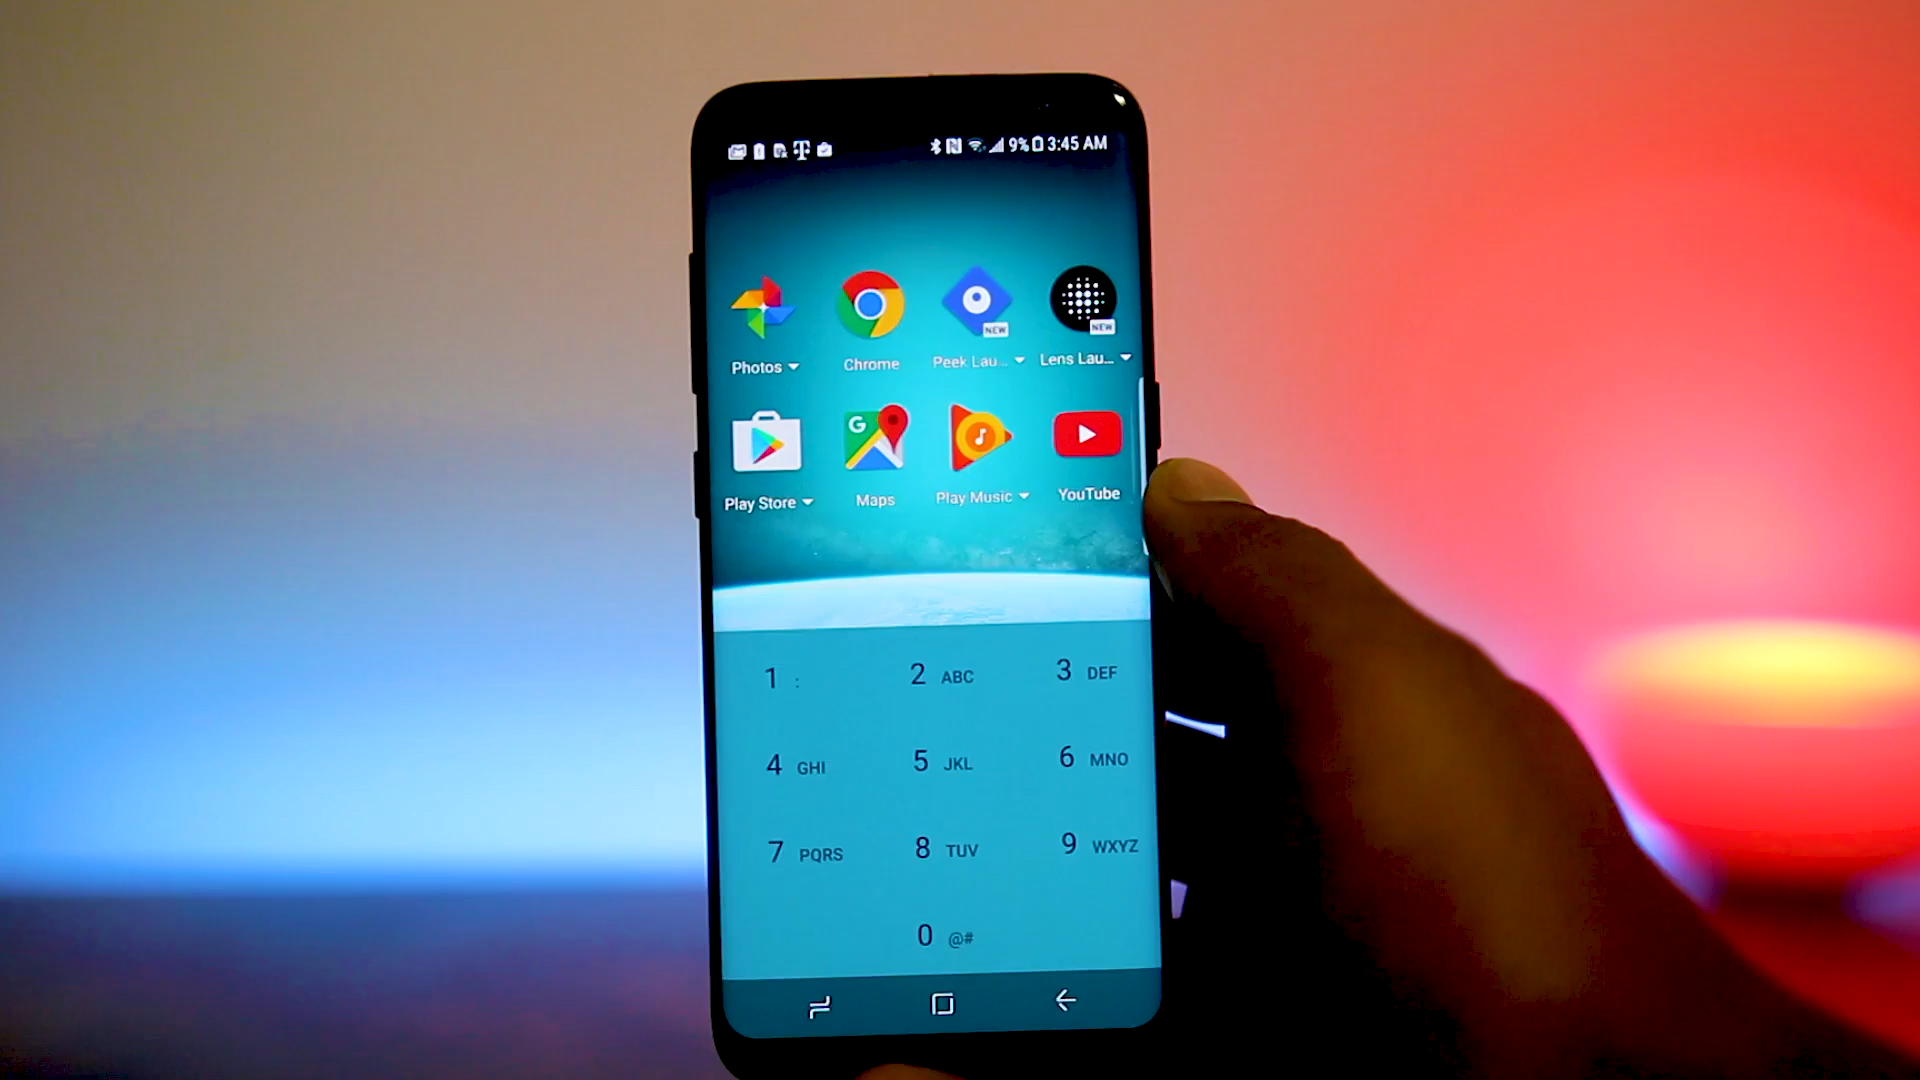 9% 3:45 AM
NEW NEW
Photos Chrome Peek Lau... Lens Lau...
G
Play Store Maps Play Music YouTube
1 : 2 ABC 3 DEF
4 GHI 5 JKL 6 MNO
7 PQRS 8 TUV 9 WXYZ
0 @#